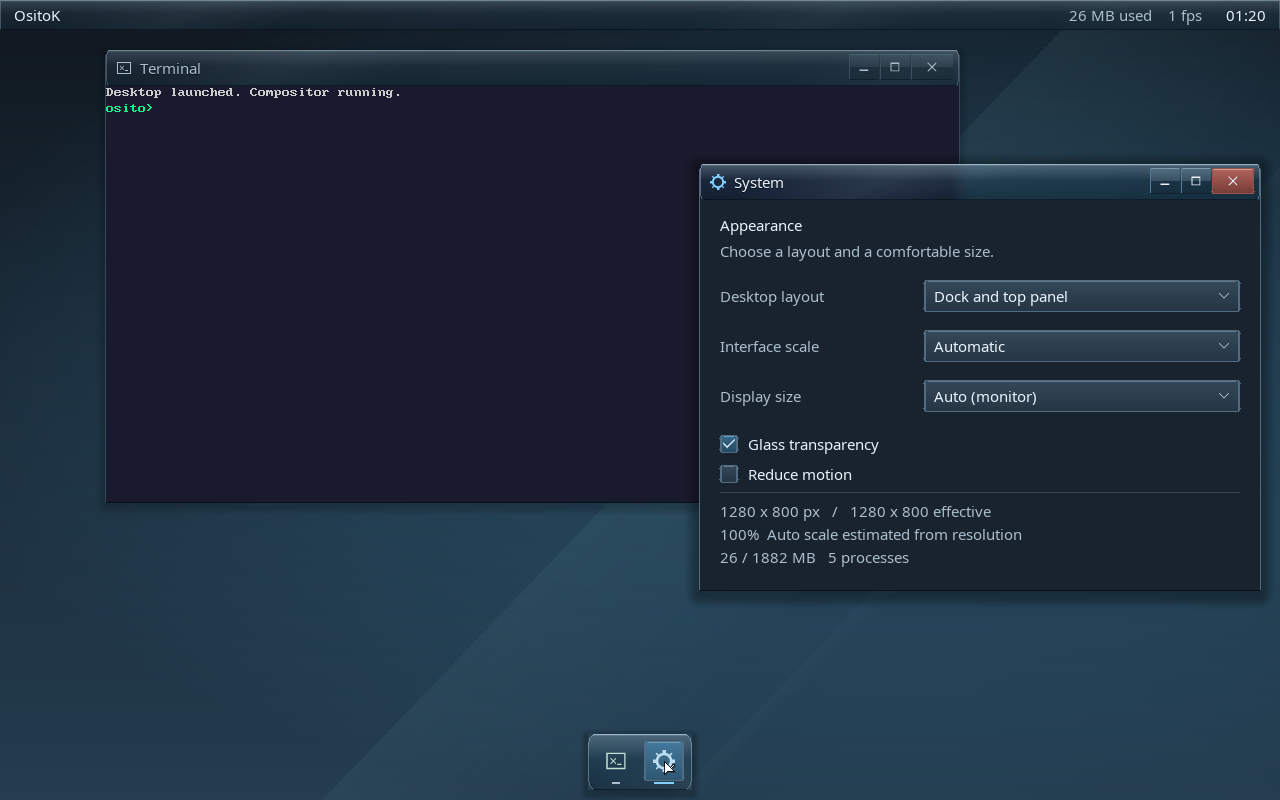 OsitoK
26 MB used 1 fps 01:20
Terminal
Desktop launched. Compositor running.
osito>
System
Appearance
Choose a layout and a comfortable size.
Desktop layout Dock and top panel
Interface scale Automatic
Display size Auto (monitor)
Glass transparency
Reduce motion
1280 x 800 px / 1280 x 800 effective
100% Auto scale estimated from resolution
26 / 1882 MB 5 processes